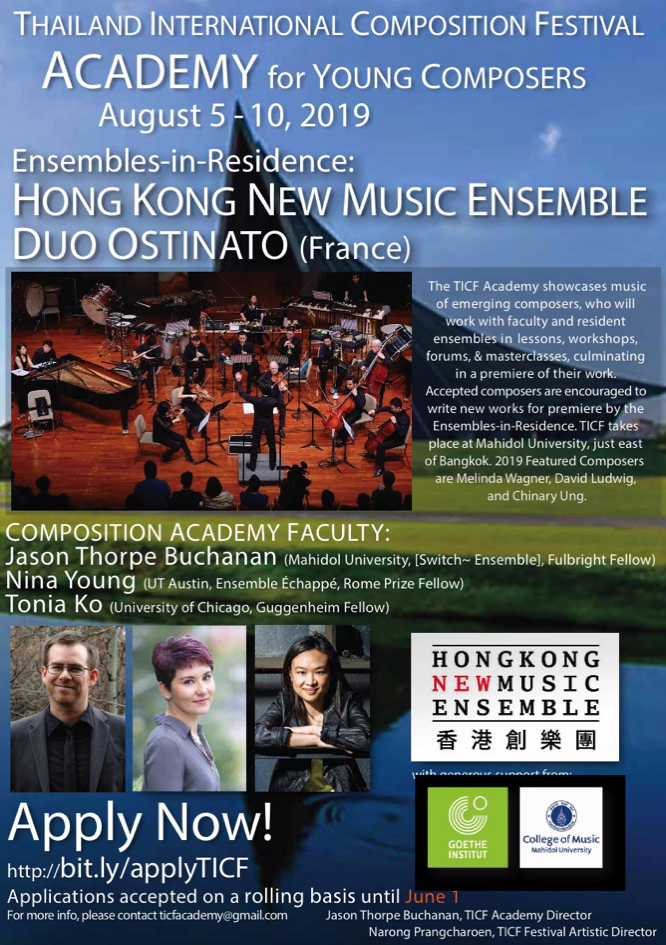 THAILAND INTERNATIONAL COMPOSITION FESTIVAL
ACADEMY for YOUNG COMPOSERS
August 5 - 10, 2019
Ensembles-in-Residence:
HONG KONG NEW MUSIC ENSEMBLE
DUO OSTINATO (France)
The TICF Academy showcases music
of emerging composers, who will
work with faculty and resident
ensembles in lessons, workshops,
forums, & masterclasses, culminating
in a premiere of their work.
Accepted composers are encouraged to
write new works for premiere by the
Ensembles-in-Residence. TICF takes
place at Mahidol University, just east
of Bangkok. 2019 Featured Composers
are Melinda Wagner, David Ludwig,
and Chinary Ung.
COMPOSITION ACADEMY FACULTY:
Jason Thorpe Buchanan (Mahidol University, [Switch~ Ensemble], Fulbright Fellow)
Nina Young (UT Austin, Ensemble Échappé, Rome Prize Fellow)
Tonia Ko (University of Chicago, Guggenheim Fellow)
HONGKONG
NEWMUSIC
ENSEMBLE
香港創樂團
with generous support from:
GOETHE
INSTITUT
College of Music
Mahidol University
Apply Now!
http://bit.ly/applyTICF
Applications accepted on a rolling basis until June 1
For more info, please contact ticfacademy@gmail.com
Jason Thorpe Buchanan, TICF Academy Director
Narong Prangcharoen, TICF Festival Artistic Director